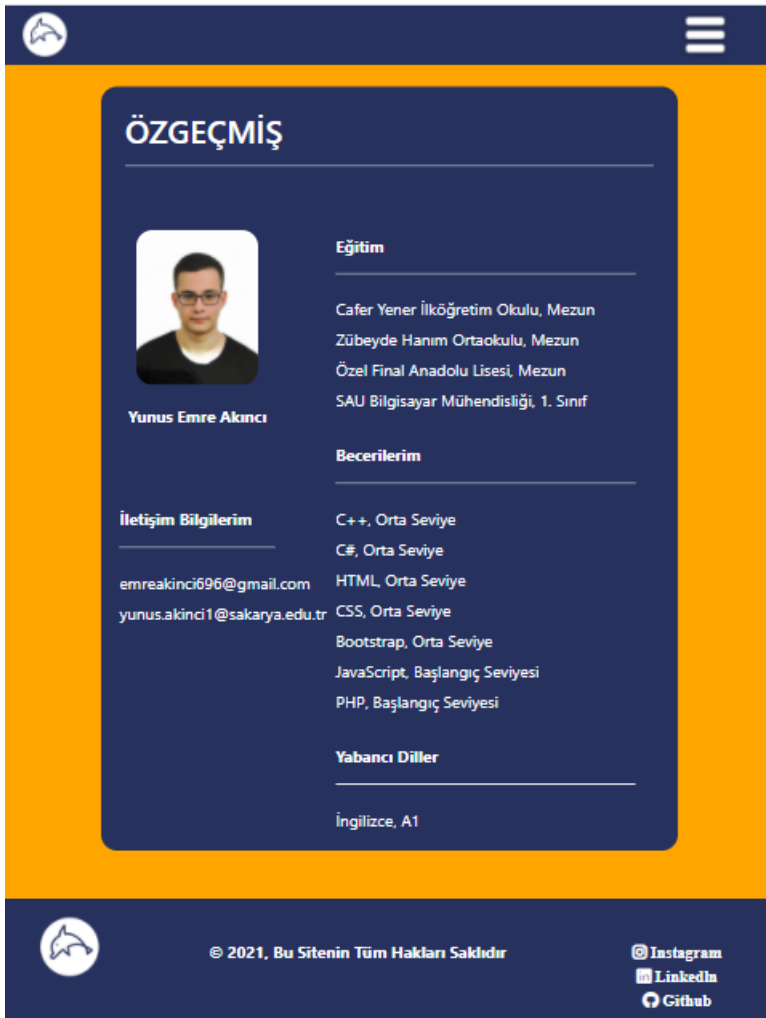 ÖZGEÇMİŞ
Yunus Emre Akıncı
İletişim Bilgilerim
emreakinci696@gmail.com
yunus.akinci1@sakarya.edu.tr
Eğitim
Cafer Yener İlköğretim Okulu, Mezun
Zübeyde Hanım Ortaokulu, Mezun
Özel Final Anadolu Lisesi, Mezun
SAU Bilgisayar Mühendisliği, 1. Sınıf
Becerilerim
C++, Orta Seviye
C#, Orta Seviye
HTML, Orta Seviye
CSS, Orta Seviye
Bootstrap, Orta Seviye
JavaScript, Başlangıç Seviyesi
PHP, Başlangıç Seviyesi
Yabancı Diller
İngilizce, A1
© 2021, Bu Sitenin Tüm Hakları Saklıdır
Instagram
LinkedIn
Github